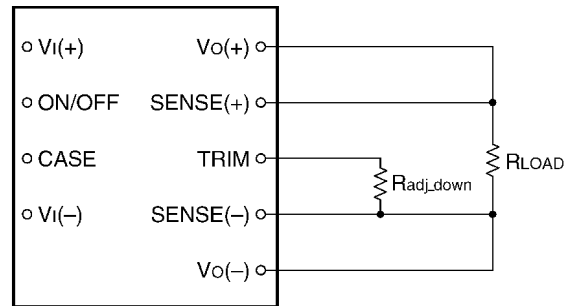 VI(+)
VO(+)
ON/OFF
SENSE(+)
CASE
TRIM
RLOAD
Radj_down
VI(–)
SENSE(–)
VO(–)